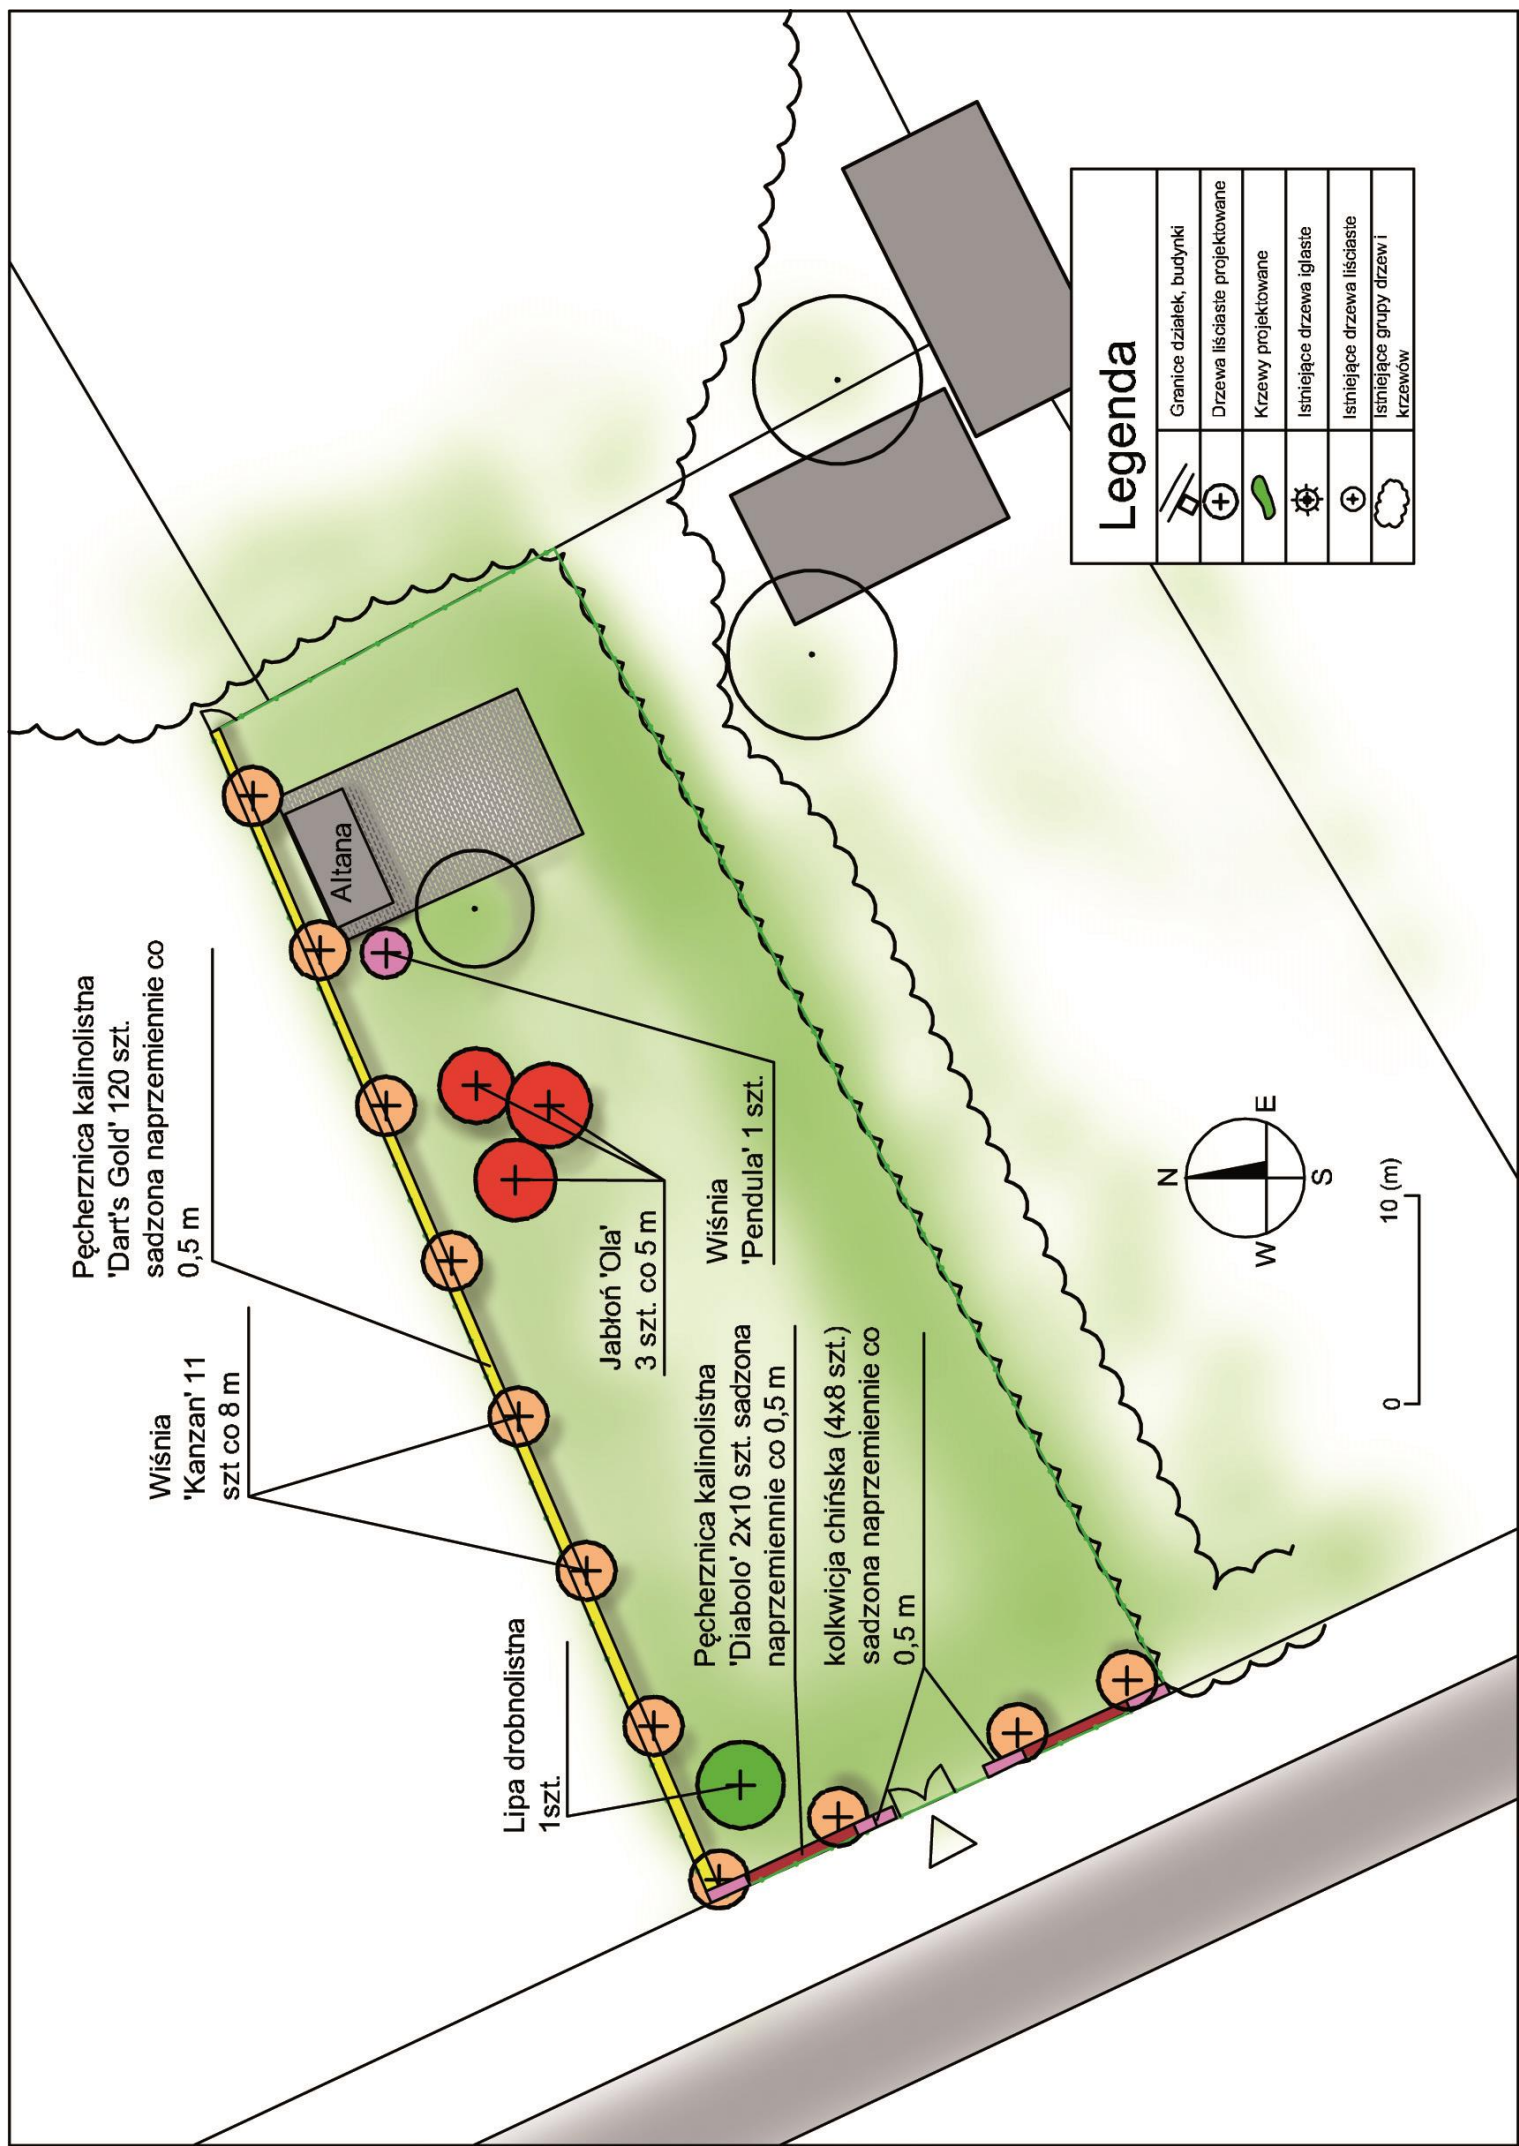 Pęcherznica kalinolistna
'Dart's Gold' 120 szt.
sadzona naprzemiennie co
0,5 m
Wiśnia
'Kanzan' 11
szt co 8 m
Lipa drobnolistna
1szt.
Altana
Jabłoń 'Ola'
3 szt. co 5 m
Wiśnia
'Pendula' 1 szt.
Pęcherznica kalinolistna
'Diabolo' 2x10 szt. sadzona
naprzemiennie co 0,5 m
kolkwicja chińska (4x8 szt.)
sadzona naprzemiennie co
0,5 m
N
W
E
S
0
10 (m)
Legenda
Granice działek, budynki
Drzewa liściaste projektowane
Krzewy projektowane
Istniejące drzewa iglaste
Istniejące drzewa liściaste
Istniejące grupy drzew i
krzewów